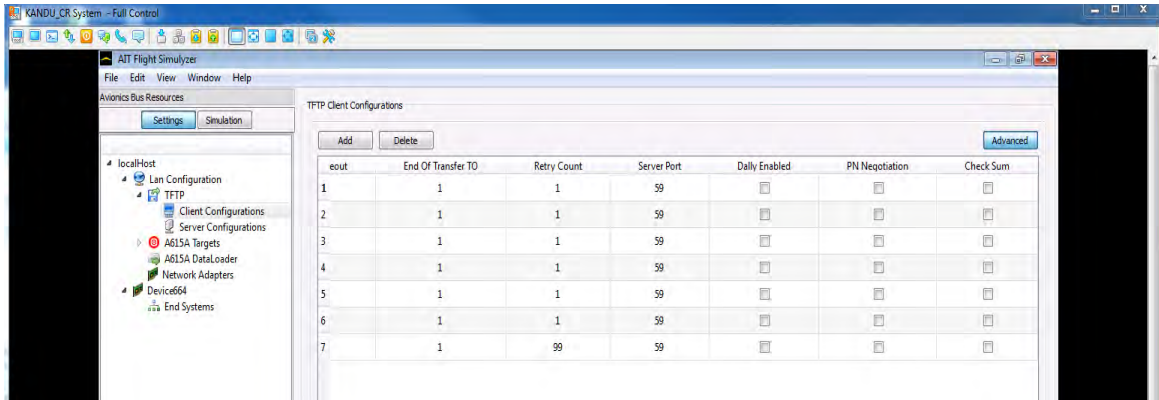 KANDU_CR System - Full Control
AIT Flight Simulyzer
File Edit View Window Help
Avionics Bus Resources
Settings Simulation
localHost
Lan Configuration
TFTP
Client Configurations
Server Configurations
A615A Targets
A615A DataLoader
Network Adapters
Device664
End Systems
TFTP Client Configurations
Add Delete Advanced
eout End Of Transfer TO Retry Count Server Port Dally Enabled PN Negotiation Check Sum
1 1 1 59
2 1 1 59
3 1 1 59
4 1 1 59
5 1 1 59
6 1 1 59
7 1 99 59